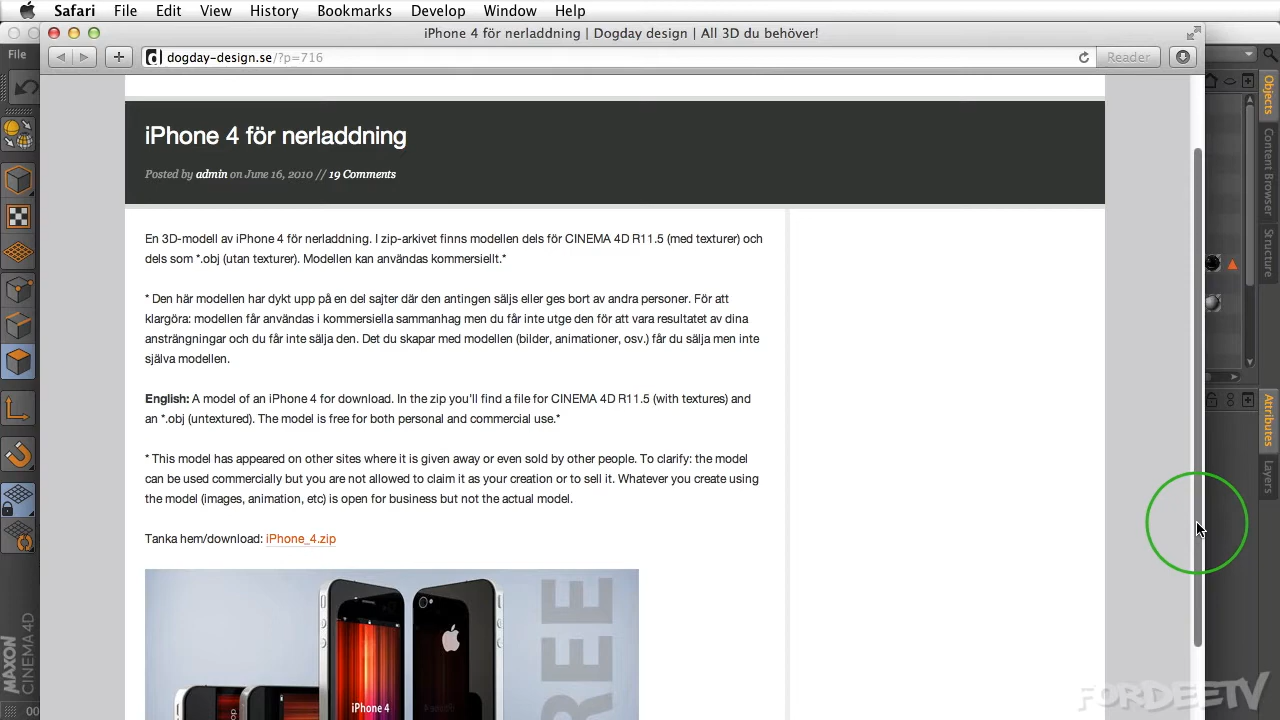 Safari File Edit View History Bookmarks Develop Window Help
iPhone 4 för nerladdning | Dogday design | All 3D du behöver!
File
dogday-design.se/?p=716
Reader
iPhone 4 för nerladdning
Posted by admin on June 16, 2010 // 19 Comments
En 3D-modell av iPhone 4 för nerladdning. I zip-arkivet finns modellen dels för CINEMA 4D R11.5 (med texturer) och
dels som *.obj (utan texturer). Modellen kan användas kommersiellt.*
* Den här modellen har dykt upp på en del sajter där den antingen säljs eller ges bort av andra personer. För att
klargöra: modellen får användas i kommersiella sammanhag men du får inte utge den för att vara resultatet av dina
ansträngningar och du får inte sälja den. Det du skapar med modellen (bilder, animationer, osv.) får du sälja men inte
själva modellen.
English: A model of an iPhone 4 for download. In the zip you'll find a file for CINEMA 4D R11.5 (with textures) and
an *.obj (untextured). The model is free for both personal and commercial use.*
* This model has appeared on other sites where it is given away or even sold by other people. To clarify: the model
can be used commercially but you are not allowed to claim it as your creation or to sell it. Whatever you create using
the model (images, animation, etc) is open for business but not the actual model.
Tanka hem/download: iPhone_4.zip
iPhone 4
Objects
Content Browser
Structure
Attributes
Layers
MAXON
CINEMA 4D
00
FORDEETV